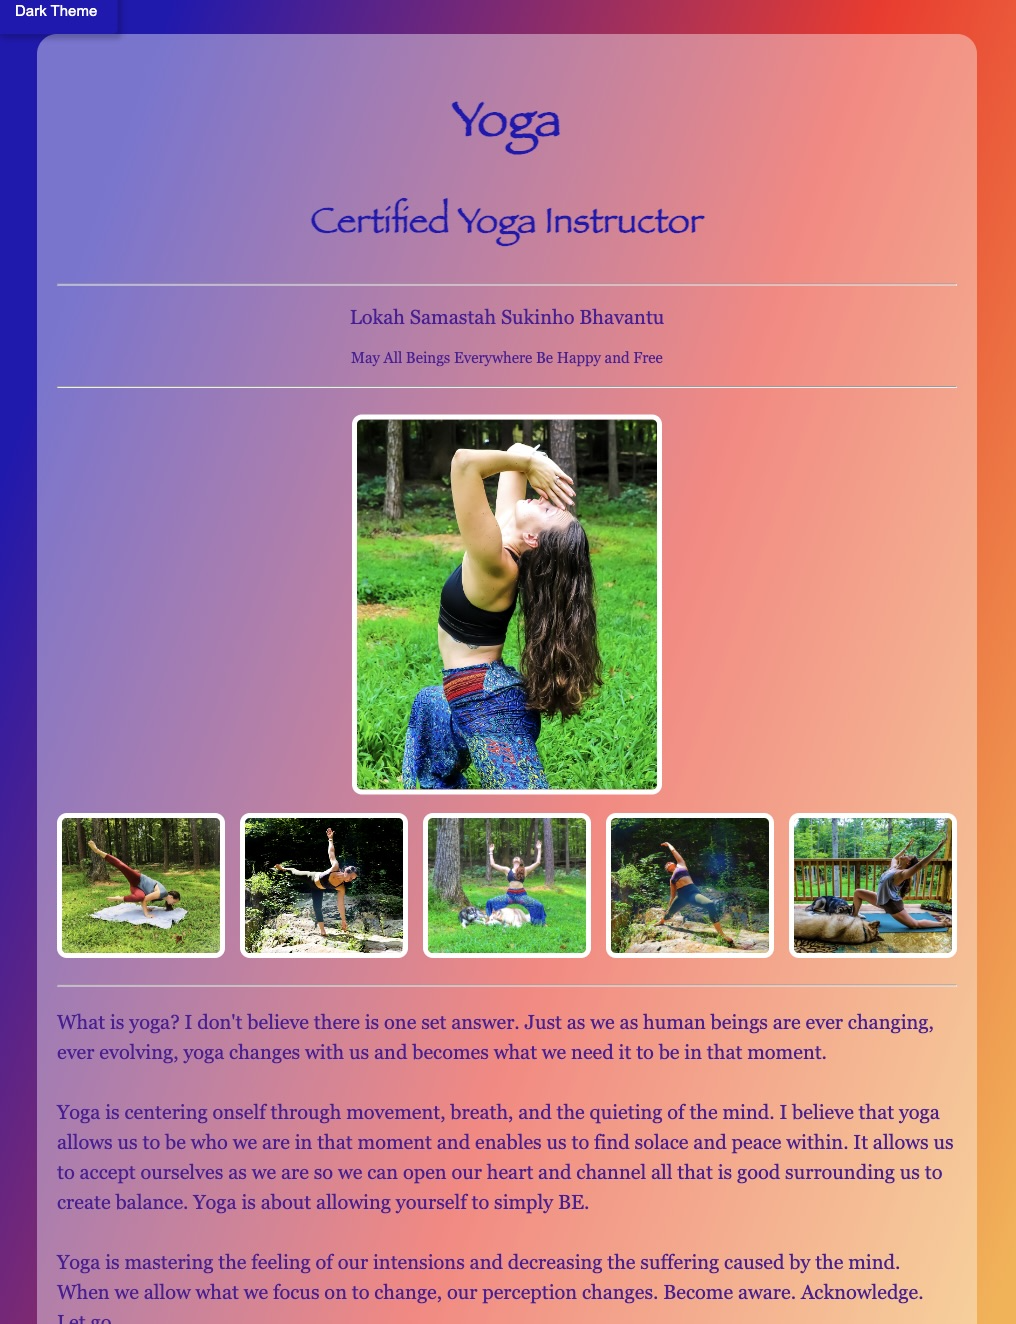 Dark Theme
Yoga
Certified Yoga Instructor
Lokah Samastah Sukinho Bhavantu
May All Beings Everywhere Be Happy and Free
What is yoga? I don't believe there is one set answer. Just as we as human beings are ever changing,
ever evolving, yoga changes with us and becomes what we need it to be in that moment.
Yoga is centering onself through movement, breath, and the quieting of the mind. I believe that yoga
allows us to be who we are in that moment and enables us to find solace and peace within. It allows us
to accept ourselves as we are so we can open our heart and channel all that is good surrounding us to
create balance. Yoga is about allowing yourself to simply BE.
Yoga is mastering the feeling of our intensions and decreasing the suffering caused by the mind.
When we allow what we focus on to change, our perception changes. Become aware. Acknowledge.
Let go